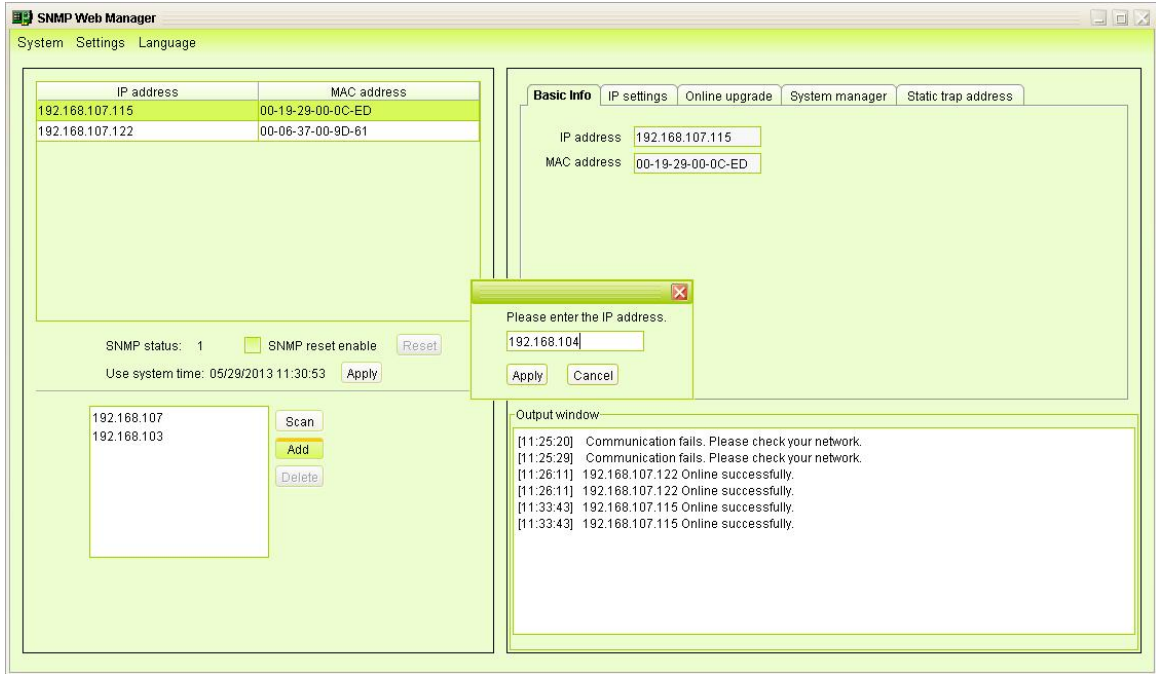 SNMP Web Manager
System Settings Language
IP address MAC address
192.168.107.115 00-19-29-00-0C-ED
192.168.107.122 00-06-37-00-9D-61
SNMP status: 1 SNMP reset enable Reset
Use system time: 05/29/2013 11:30:53 Apply
192.168.107
192.168.103
Scan
Add
Delete
Basic Info IP settings Online upgrade System manager Static trap address
IP address 192.168.107.115
MAC address 00-19-29-00-0C-ED
Please enter the IP address.
192.168.104
Apply Cancel
Output window
[11:25:20] Communication fails. Please check your network.
[11:25:29] Communication fails. Please check your network.
[11:26:11] 192.168.107.122 Online successfully.
[11:26:11] 192.168.107.122 Online successfully.
[11:33:43] 192.168.107.115 Online successfully.
[11:33:43] 192.168.107.115 Online successfully.